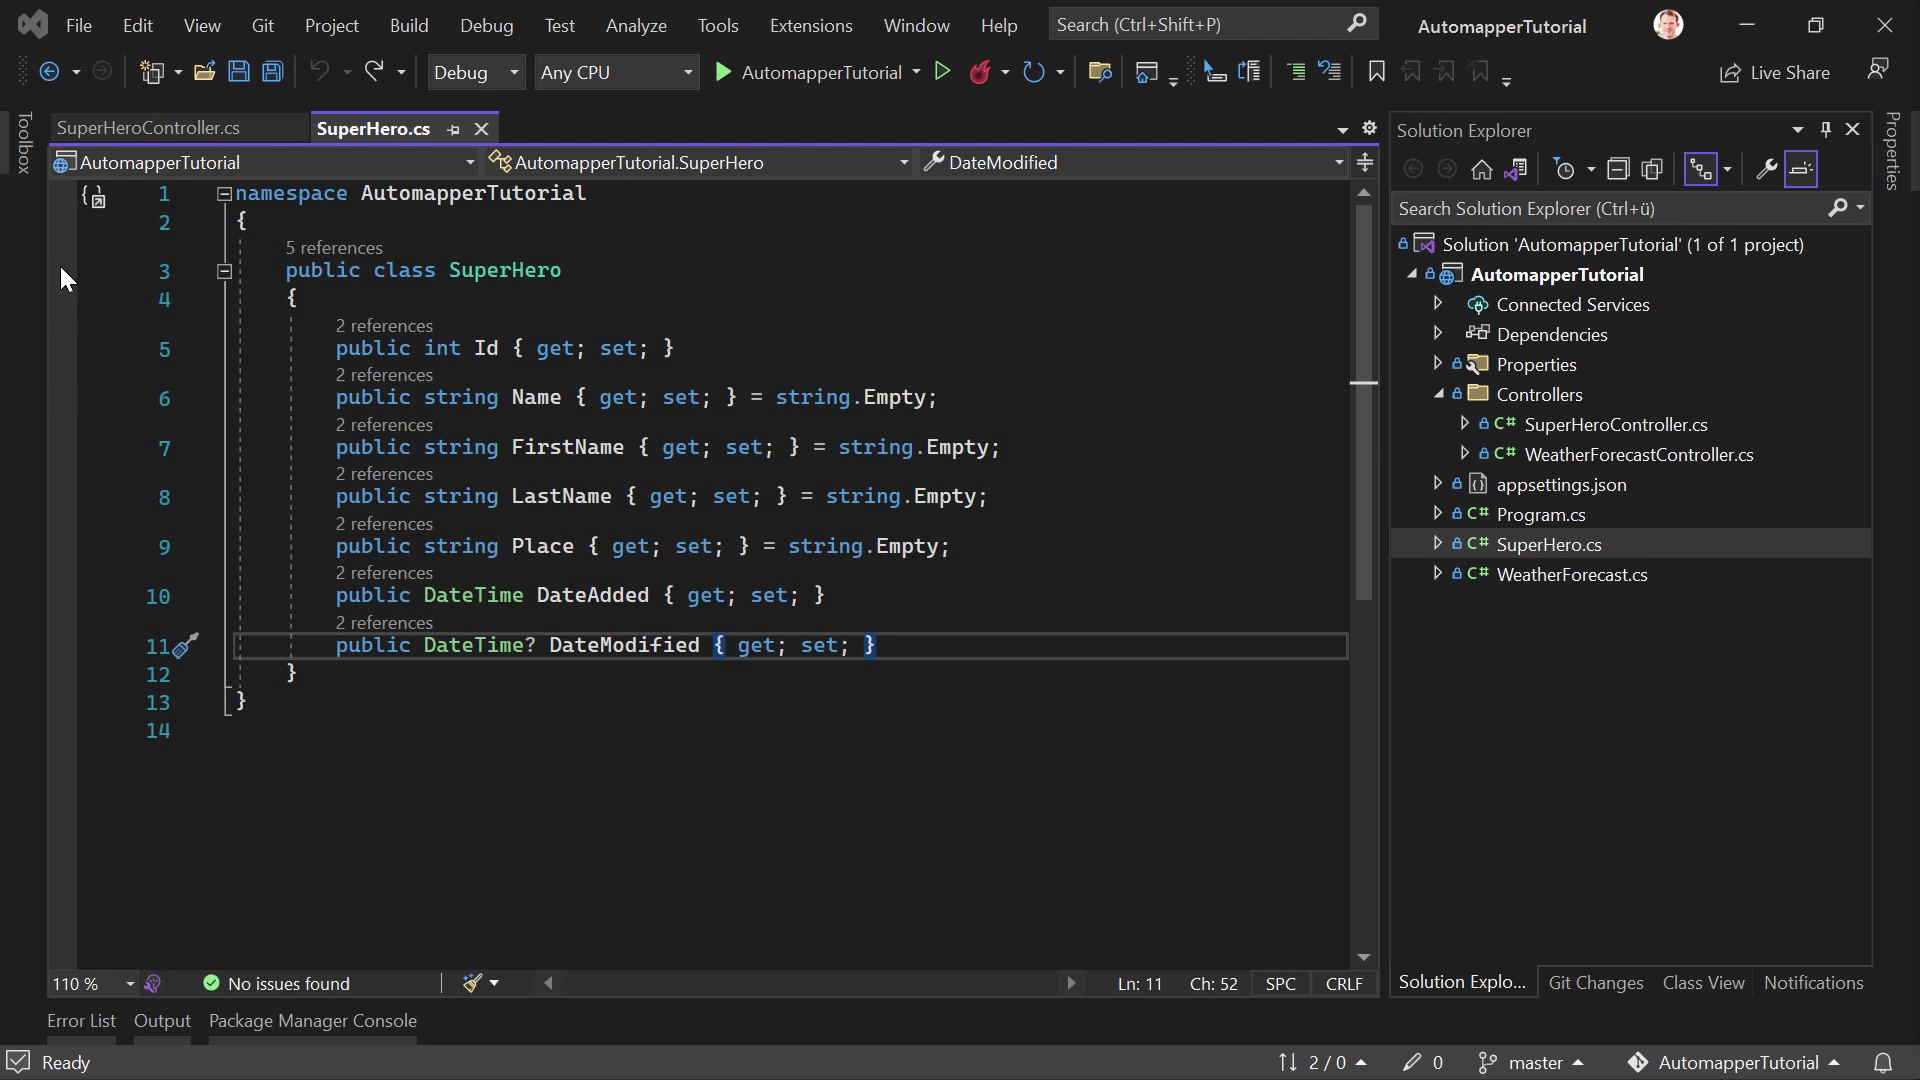 File Edit View Git Project Build Debug Test Analyze Tools Extensions Window Help Search (Ctrl+Shift+P) AutomapperTutorial
Debug Any CPU AutomapperTutorial Live Share
Toolbox
SuperHeroController.cs SuperHero.cs
AutomapperTutorial AutomapperTutorial.SuperHero DateModified
1 namespace AutomapperTutorial
2 {
5 references
3 public class SuperHero
4 {
2 references
5 public int Id { get; set; }
2 references
6 public string Name { get; set; } = string.Empty;
2 references
7 public string FirstName { get; set; } = string.Empty;
2 references
8 public string LastName { get; set; } = string.Empty;
2 references
9 public string Place { get; set; } = string.Empty;
2 references
10 public DateTime DateAdded { get; set; }
2 references
11 public DateTime? DateModified { get; set; }
12 }
13 }
14
110 % No issues found Ln: 11 Ch: 52 SPC CRLF
Solution Explorer
Search Solution Explorer (Ctrl+ü)
Solution 'AutomapperTutorial' (1 of 1 project)
AutomapperTutorial
Connected Services
Dependencies
Properties
Controllers
C# SuperHeroController.cs
C# WeatherForecastController.cs
appsettings.json
C# Program.cs
C# SuperHero.cs
C# WeatherForecast.cs
Solution Explo... Git Changes Class View Notifications
Properties
Error List Output Package Manager Console
Ready 2 / 0 0 master AutomapperTutorial